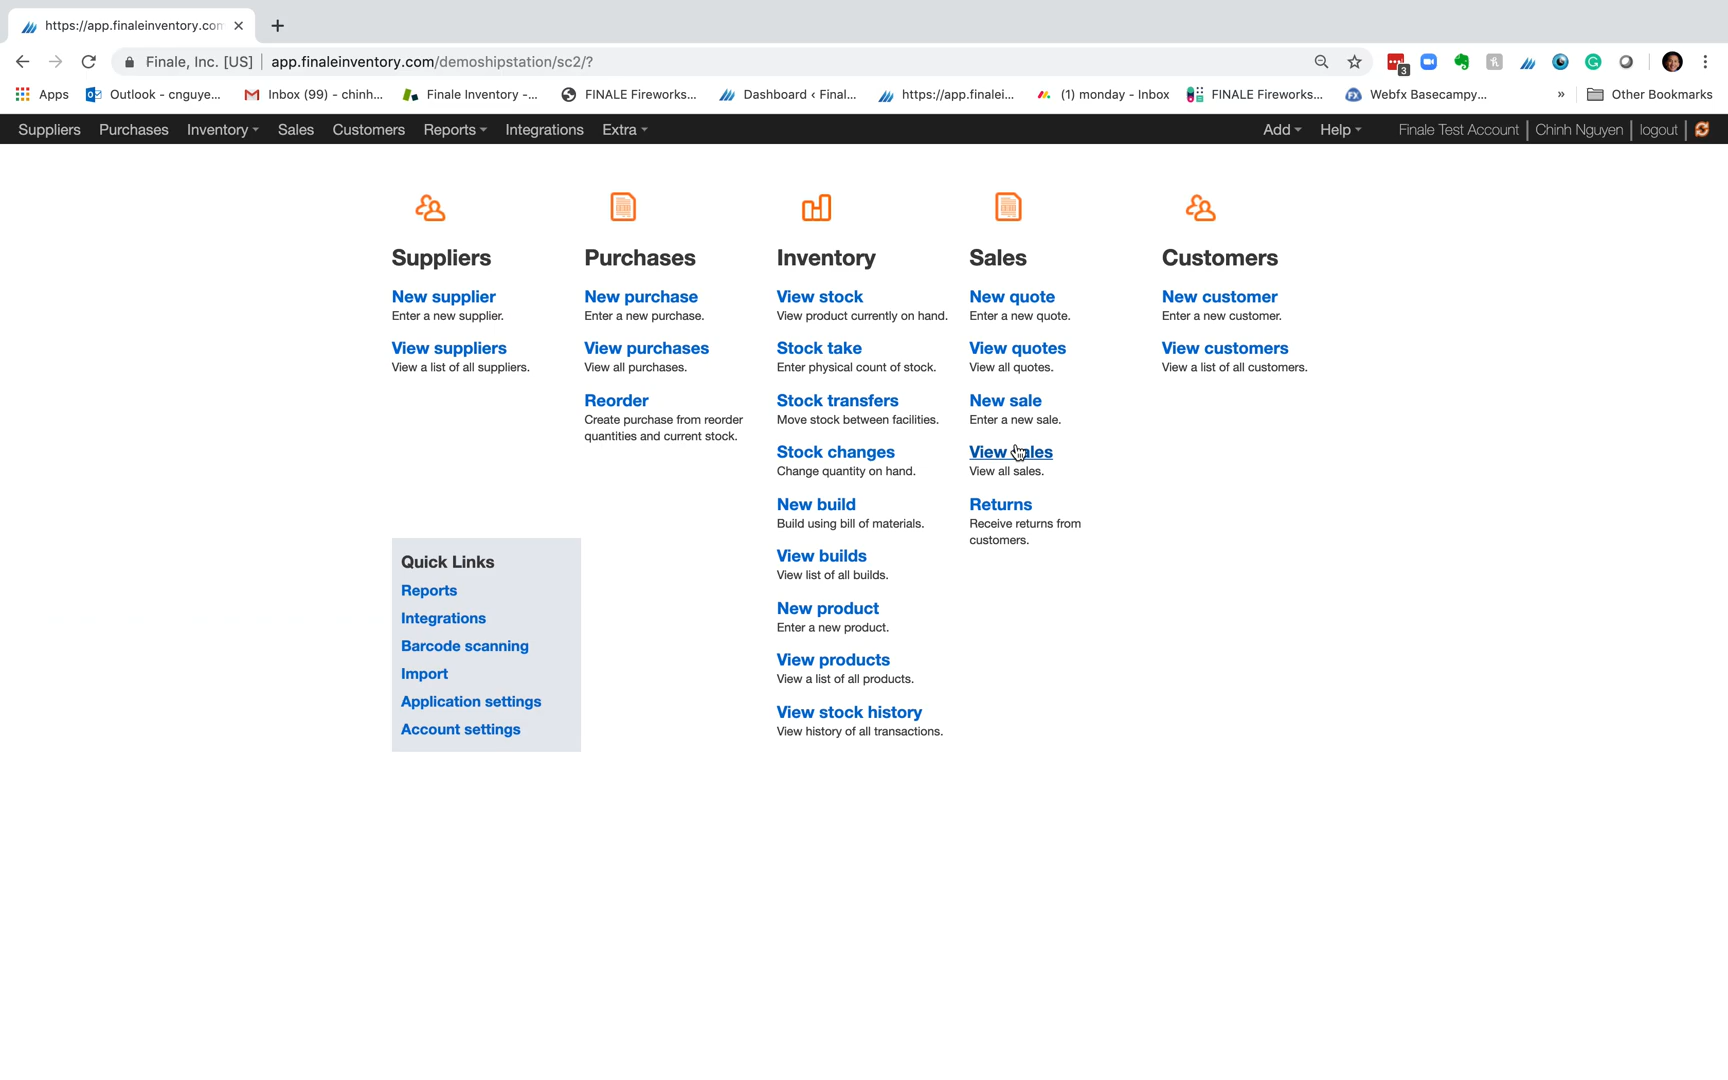 https://app.finaleinventory.com
Finale, Inc. [US] | app.finaleinventory.com/demoshipstation/sc2/?
3
Apps Outlook - cnguye... Inbox (99) - chinh... Finale Inventory -... FINALE Fireworks... Dashboard ‹ Final... https://app.finalei... (1) monday - Inbox FINALE Fireworks... Webfx Basecampy... » Other Bookmarks
Suppliers Purchases Inventory Sales Customers Reports Integrations Extra Add Help Finale Test Account | Chinh Nguyen | logout |
Suppliers
New supplier
Enter a new supplier.
View suppliers
View a list of all suppliers.
Purchases
New purchase
Enter a new purchase.
View purchases
View all purchases.
Reorder
Create purchase from reorder
quantities and current stock.
Inventory
View stock
View product currently on hand.
Stock take
Enter physical count of stock.
Stock transfers
Move stock between facilities.
Stock changes
Change quantity on hand.
New build
Build using bill of materials.
View builds
View list of all builds.
New product
Enter a new product.
View products
View a list of all products.
View stock history
View history of all transactions.
Sales
New quote
Enter a new quote.
View quotes
View all quotes.
New sale
Enter a new sale.
View sales
View all sales.
Returns
Receive returns from
customers.
Customers
New customer
Enter a new customer.
View customers
View a list of all customers.
Quick Links
Reports
Integrations
Barcode scanning
Import
Application settings
Account settings